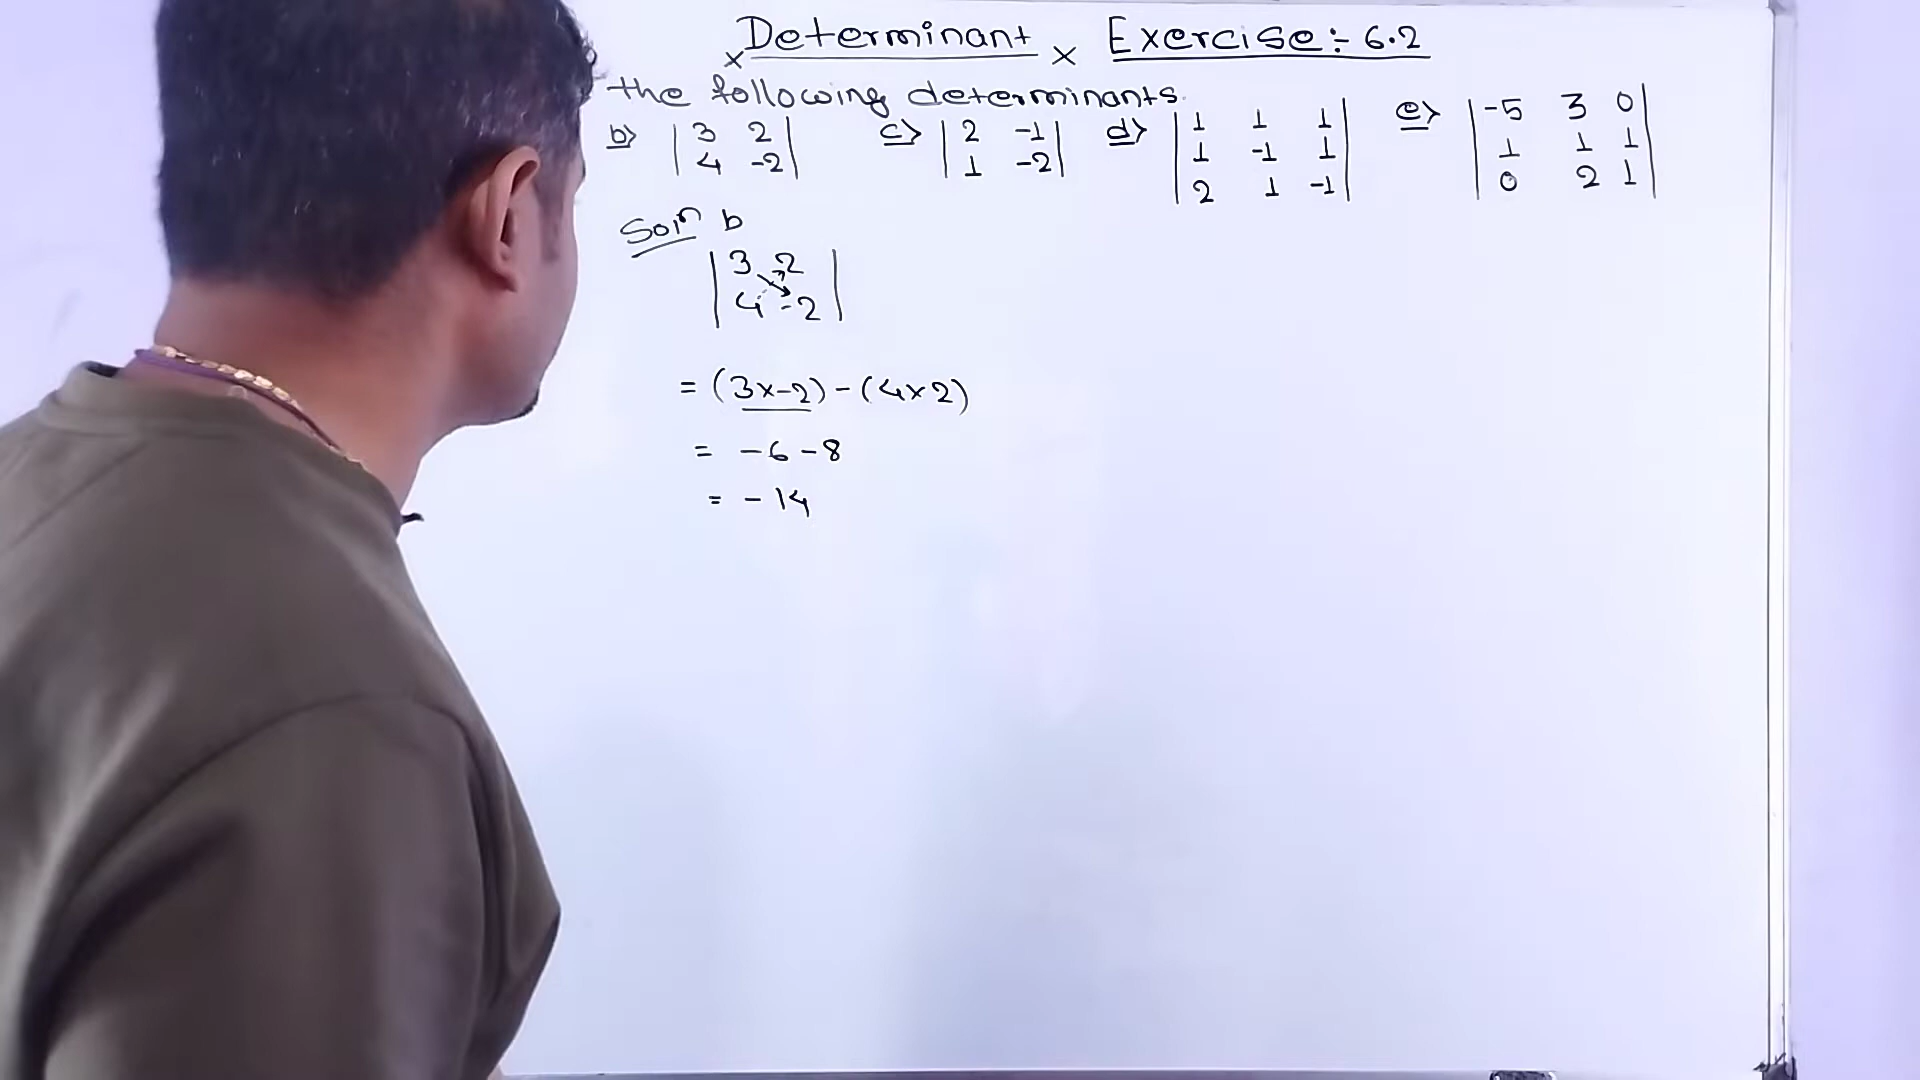 ×Determinant× Exercise:- 6.2
the following determinants.
b> | 3 2 | c> | 2 -1 | d> | 1 1 1 | e> | -5 3 0 |
| 4 -2 | | 1 -2 | | 1 -1 1 | | 1 1 1 |
| 2 1 -1 | | 0 2 1 |
Solⁿ b
| 3 2 |
| 4 -2 |
= (3×-2) - (4×2)
= -6-8
= -14